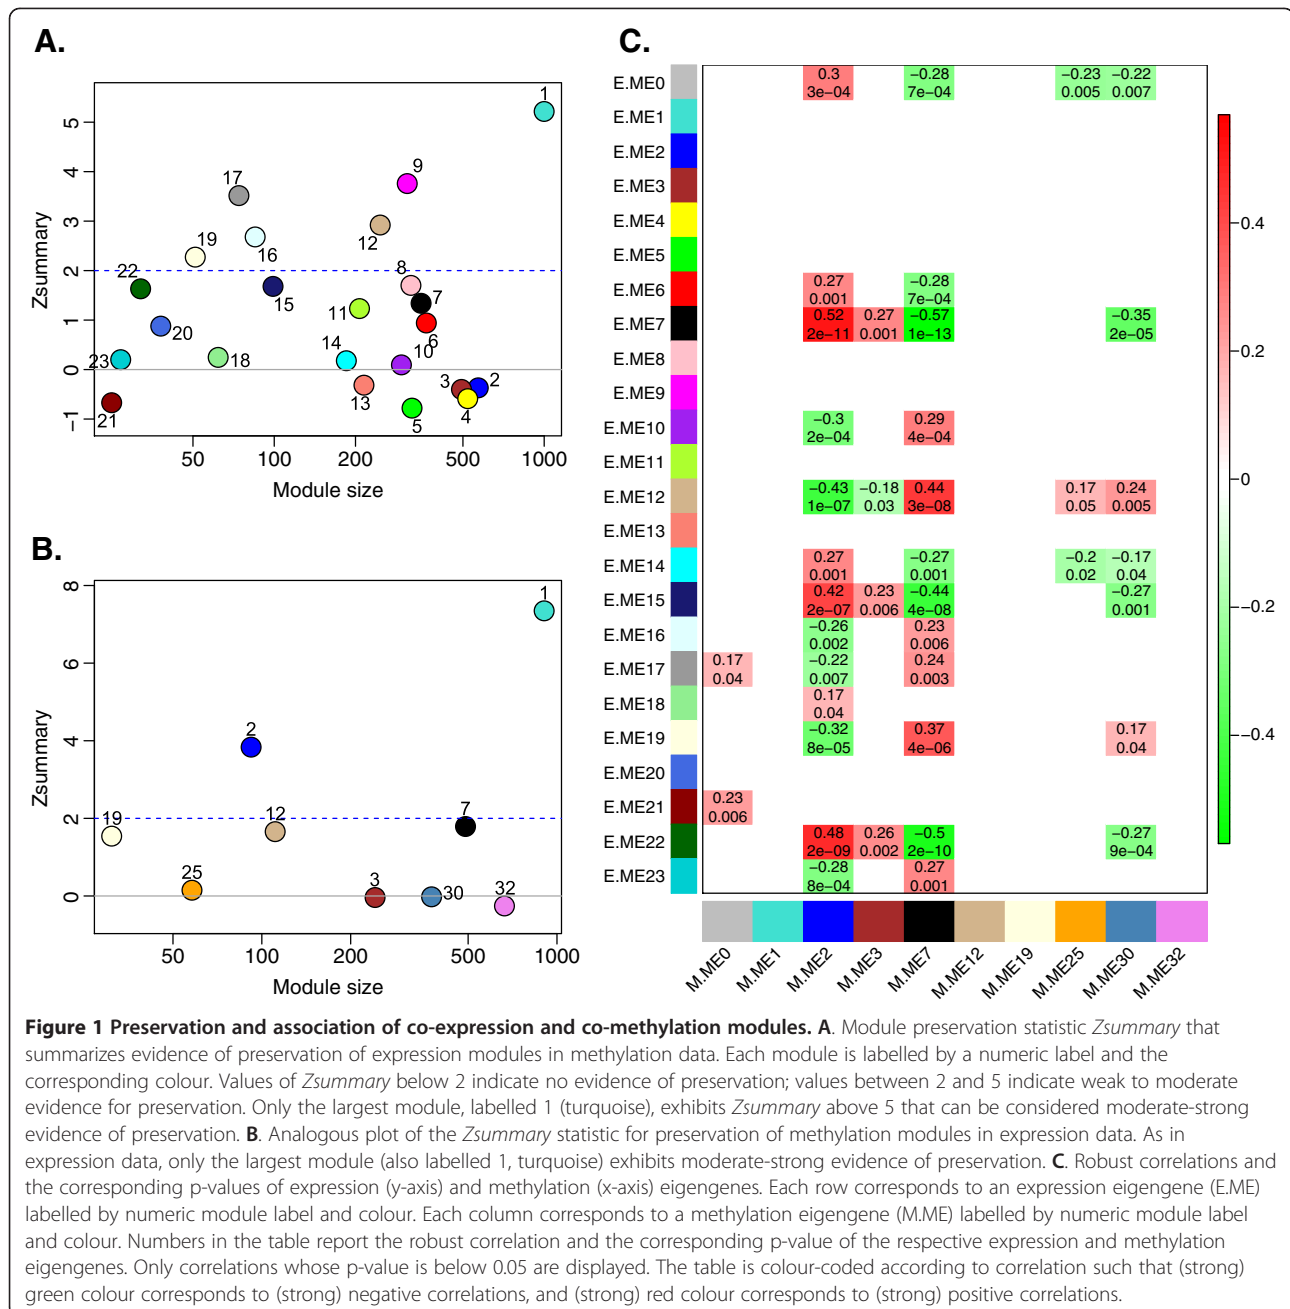 A.
Zsummary
5
4
3
2
1
0
−1
1
9
17
12
19
16
8
22
7
15
11
6
20
14
10
18
23
3
2
13
4
21
5
50 100 200 500 1000
Module size
B.
Zsummary
8
6
4
2
0
1
2
19
12
7
25
3
30
32
50 100 200 500 1000
Module size
C.
E.ME0 0.3 −0.28 −0.23 −0.22
3e−04 7e−04 0.005 0.007
E.ME1
E.ME2
E.ME3
E.ME4
E.ME5
E.ME6 0.27 −0.28
0.001 7e−04
E.ME7 0.52 0.27 −0.57 −0.35
2e−11 0.001 1e−13 2e−05
E.ME8
E.ME9
E.ME10 −0.3 0.29
2e−04 4e−04
E.ME11
E.ME12 −0.43 −0.18 0.44 0.17 0.24
1e−07 0.03 3e−08 0.05 0.005
E.ME13
E.ME14 0.27 −0.27 −0.2 −0.17
0.001 0.001 0.02 0.04
E.ME15 0.42 0.23 −0.44 −0.27
2e−07 0.006 4e−08 0.001
E.ME16 −0.26 0.23
0.002 0.006
E.ME17 0.17 −0.22 0.24
0.04 0.007 0.003
E.ME18 0.17
0.04
E.ME19 −0.32 0.37 0.17
8e−05 4e−06 0.04
E.ME20
E.ME21 0.23
0.006
E.ME22 0.48 0.26 −0.5 −0.27
2e−09 0.002 2e−10 9e−04
E.ME23 −0.28 0.27
8e−04 0.001
M.ME0 M.ME1 M.ME2 M.ME3 M.ME7 M.ME12 M.ME19 M.ME25 M.ME30 M.ME32
0.4
0.2
0
−0.2
−0.4
Figure 1 Preservation and association of co-expression and co-methylation modules. A. Module preservation statistic Zsummary that
summarizes evidence of preservation of expression modules in methylation data. Each module is labelled by a numeric label and the
corresponding colour. Values of Zsummary below 2 indicate no evidence of preservation; values between 2 and 5 indicate weak to moderate
evidence for preservation. Only the largest module, labelled 1 (turquoise), exhibits Zsummary above 5 that can be considered moderate-strong
evidence of preservation. B. Analogous plot of the Zsummary statistic for preservation of methylation modules in expression data. As in
expression data, only the largest module (also labelled 1, turquoise) exhibits moderate-strong evidence of preservation. C. Robust correlations and
the corresponding p-values of expression (y-axis) and methylation (x-axis) eigengenes. Each row corresponds to an expression eigengene (E.ME)
labelled by numeric module label and colour. Each column corresponds to a methylation eigengene (M.ME) labelled by numeric module label
and colour. Numbers in the table report the robust correlation and the corresponding p-value of the respective expression and methylation
eigengenes. Only correlations whose p-value is below 0.05 are displayed. The table is colour-coded according to correlation such that (strong)
green colour corresponds to (strong) negative correlations, and (strong) red colour corresponds to (strong) positive correlations.